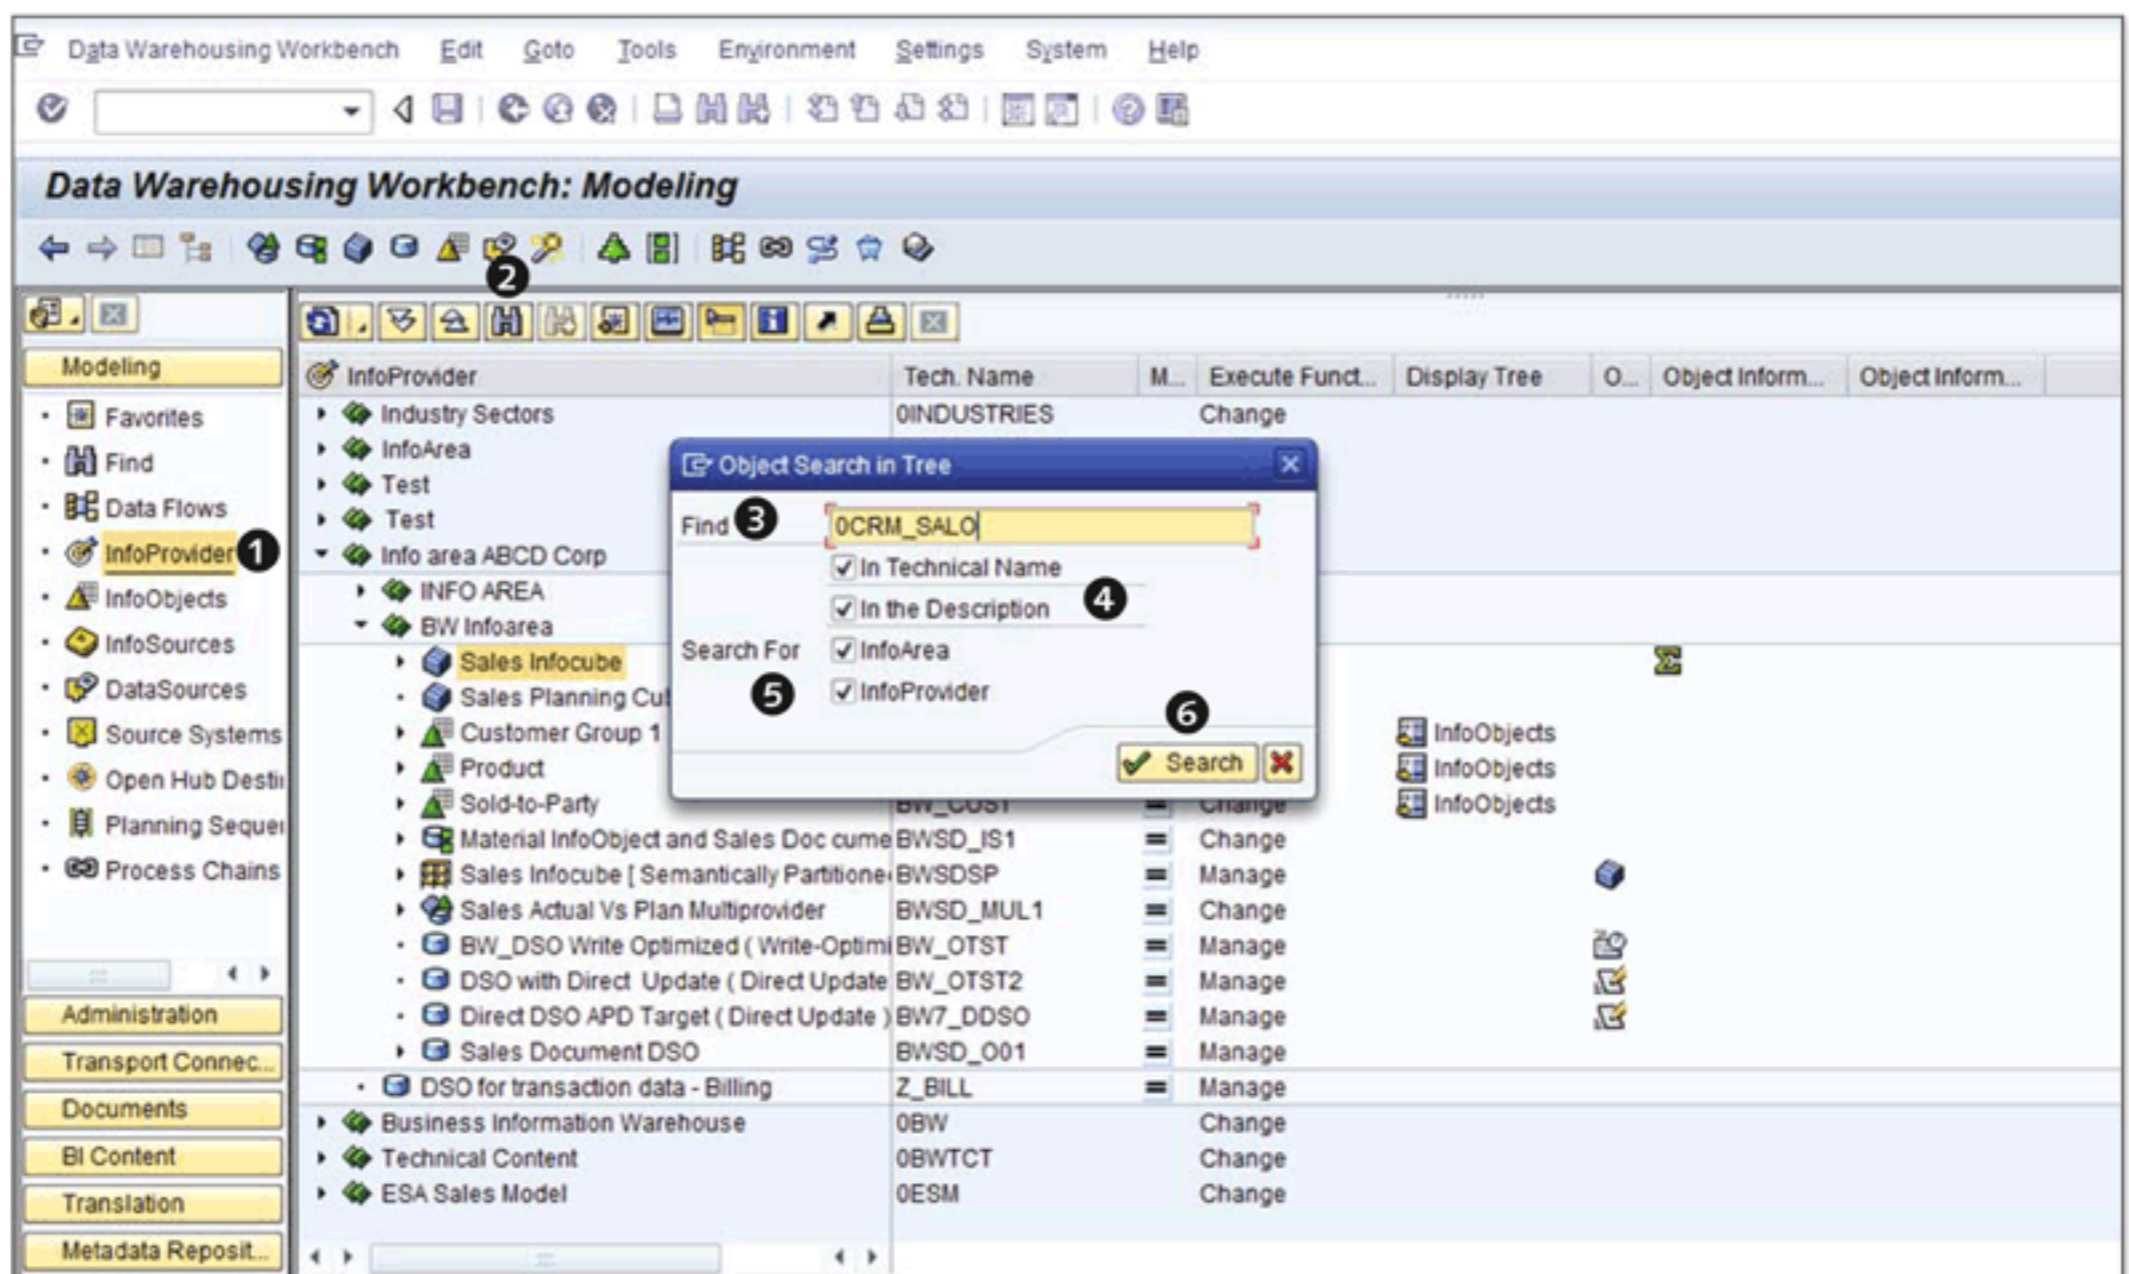 Data Warehousing Workbench Edit Goto Tools Environment Settings System Help
Data Warehousing Workbench: Modeling
2
Modeling
Favorites
Find
Data Flows
InfoProvider 1
InfoObjects
InfoSources
DataSources
Source Systems
Open Hub Desti
Planning Sequer
Process Chains
Administration
Transport Connec...
Documents
BI Content
Translation
Metadata Reposit...
InfoProvider Tech. Name M... Execute Funct... Display Tree O... Object Inform... Object Inform...
Industry Sectors 0INDUSTRIES Change
InfoArea
Test
Test
Info area ABCD Corp
INFO AREA
BW Infoarea
Sales Infocube
Sales Planning Cu
Customer Group 1 InfoObjects
Product InfoObjects
Sold-to-Party BW_CUST = Change InfoObjects
Material InfoObject and Sales Doc cume BWSD_IS1 = Change
Sales Infocube [ Semantically Partitione BWSDSP = Manage
Sales Actual Vs Plan Multiprovider BWSD_MUL1 = Change
BW_DSO Write Optimized ( Write-Optimi BW_OTST = Manage
DSO with Direct Update ( Direct Update BW_OTST2 = Manage
Direct DSO APD Target ( Direct Update ) BW7_DDSO = Manage
Sales Document DSO BWSD_O01 = Manage
DSO for transaction data - Billing Z_BILL = Manage
Business Information Warehouse 0BW Change
Technical Content 0BWTCT Change
ESA Sales Model 0ESM Change
Object Search in Tree
Find 3 0CRM_SALO
In Technical Name
In the Description 4
Search For InfoArea
5 InfoProvider
6
Search